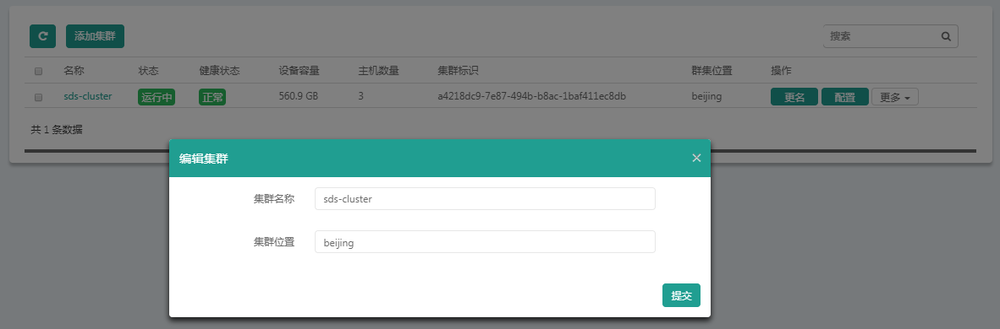 添加集群
搜索
名称 状态 健康状态 设备容量 主机数量 集群标识 群集位置 操作
sds-cluster 运行中 正常 560.9 GB 3 a4218dc9-7e87-494b-b8ac-1baf411ec8db beijing 更名 配置 更多
共 1 条数据
编辑集群 ×
集群名称 sds-cluster
集群位置 beijing
提交